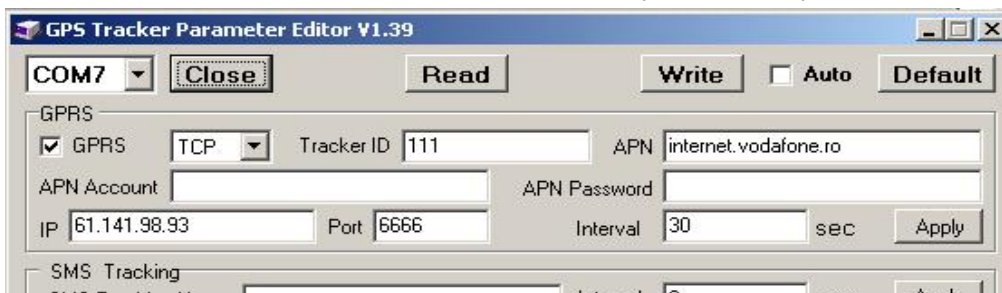 GPS Tracker Parameter Editor V1.39
COM7 Close Read Write Auto Default
GPRS
GPRS TCP Tracker ID 111 APN internet.vodafone.ro
APN Account APN Password
IP 61.141.98.93 Port 6666 Interval 30 sec Apply
SMS Tracking